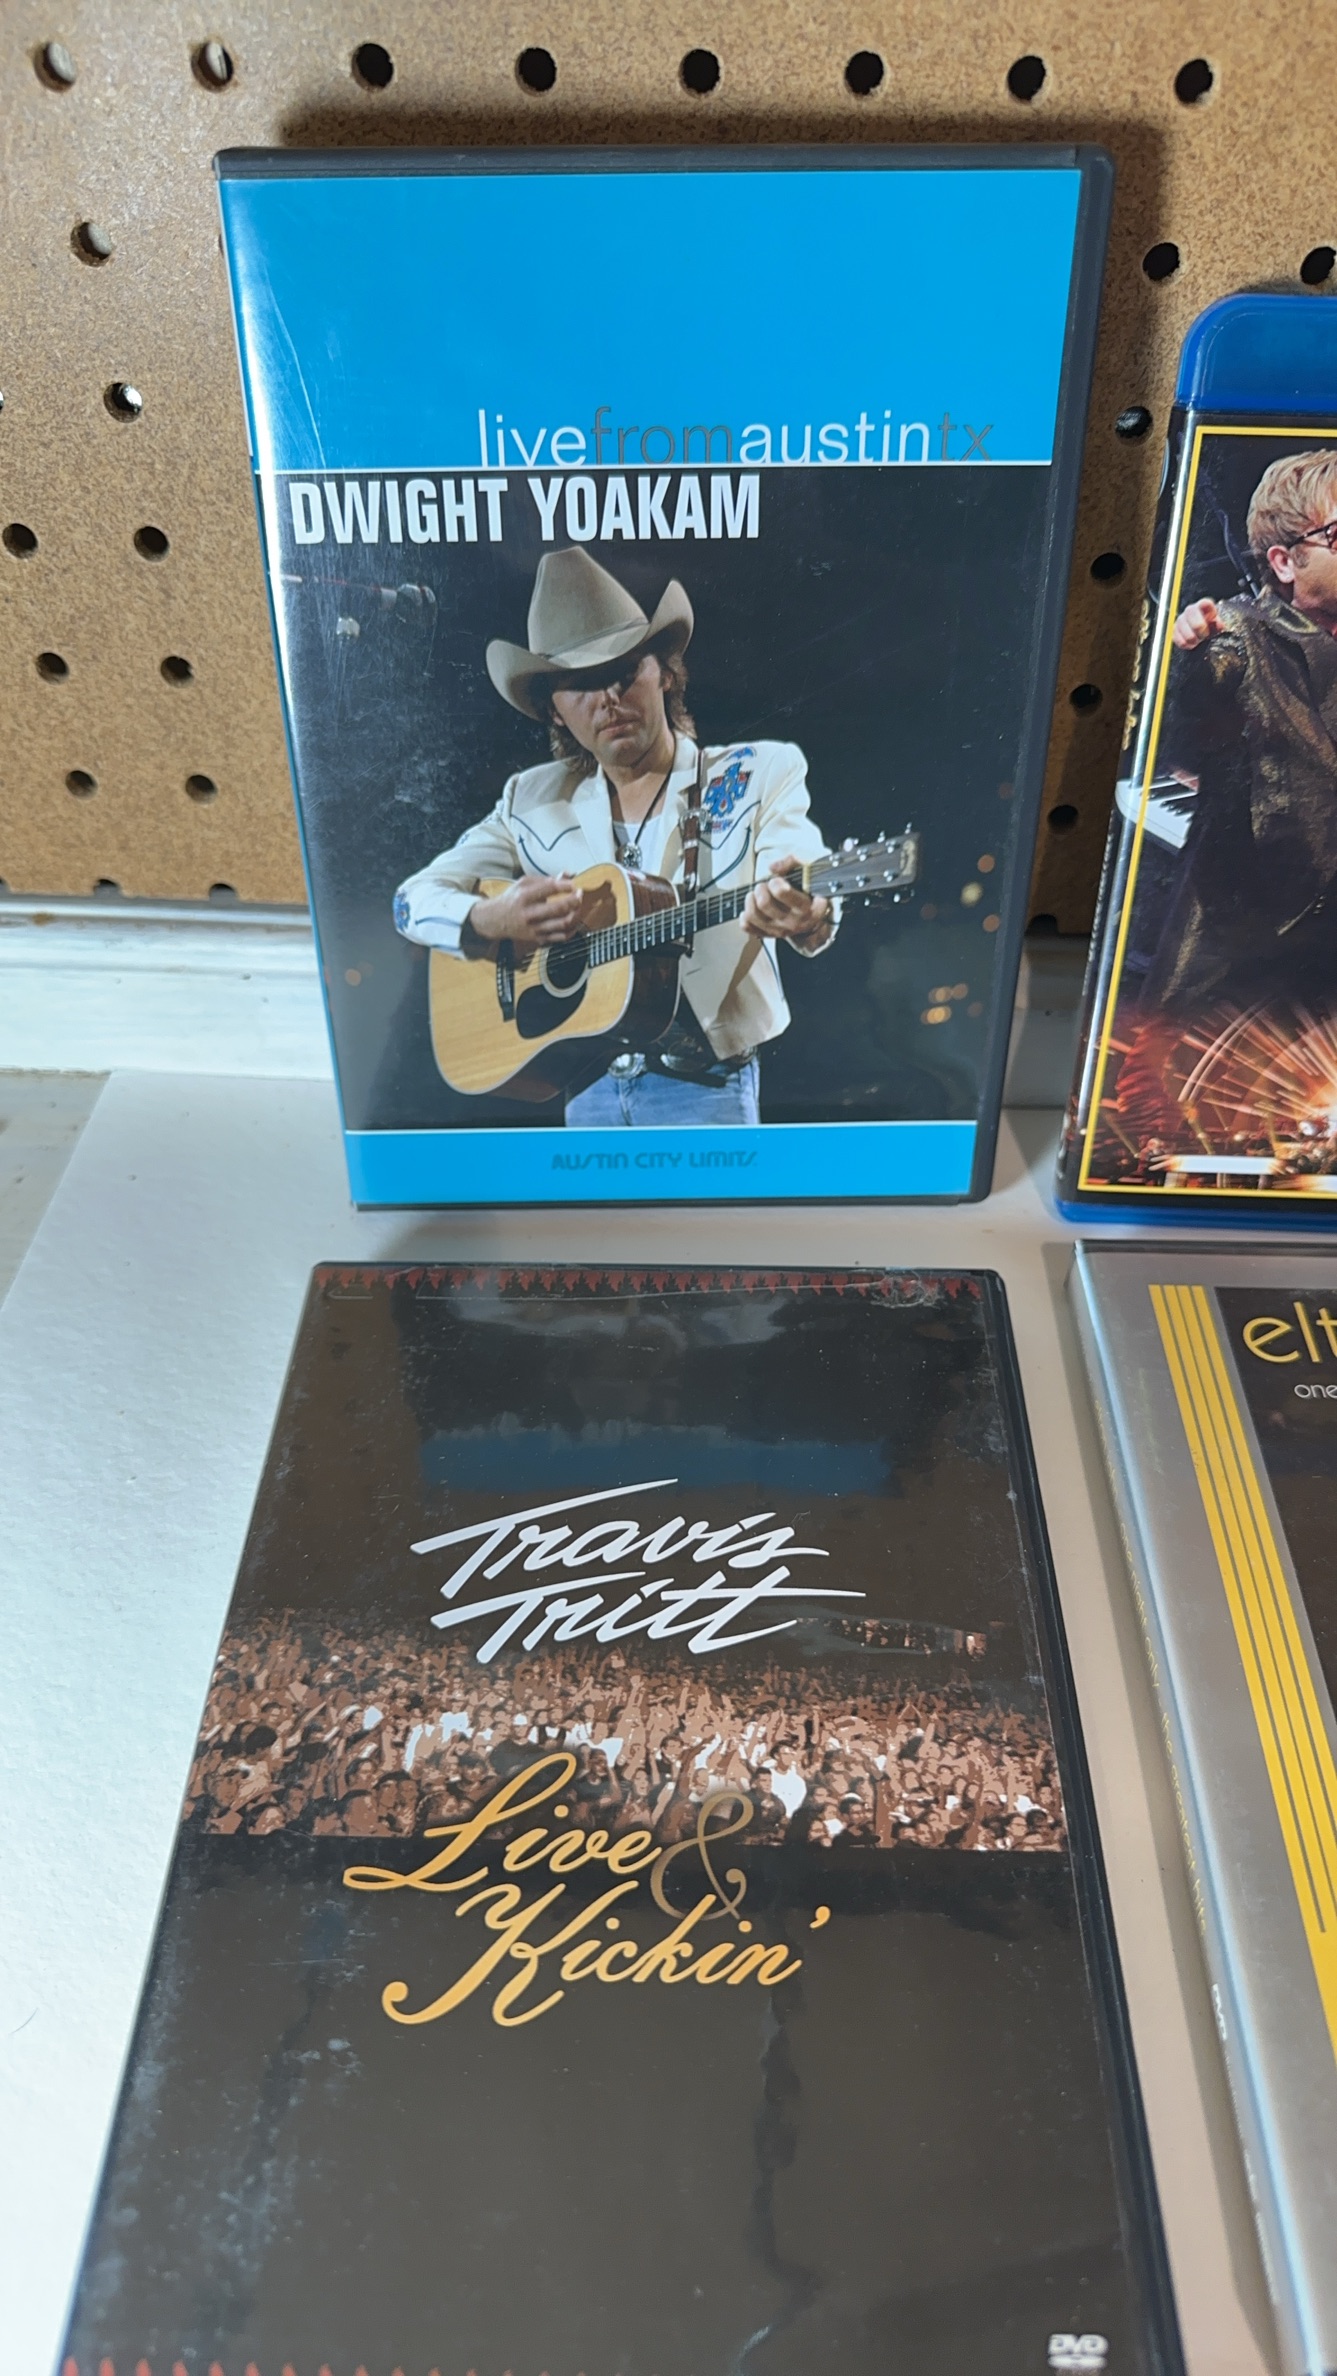 livefromaustintx
DWIGHT YOAKAM
AUSTIN CITY LIMITS
elt
one
Travis
Tritt
Live &
Kickin'
DVD